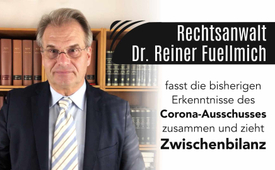 Rechtsanwalt
Dr. Reiner Fuellmich
fasst die bisherigen
Erkenntnisse des
Corona-Ausschusses
zusammen und zieht
Zwischenbilanz